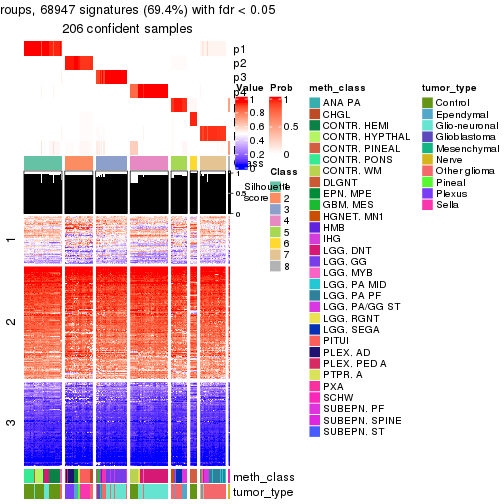 roups, 68947 signatures (69.4%) with fdr < 0.05
206 confident samples
p1
p2
p3
p4
Value
1
0.8
0.6
0.4
0.2
0
Prob
1
0.5
0
Class
1
2
3
4
5
6
7
8
Silhouette
score
1
0.5
0
1
2
3
meth_class
tumor_type
meth_class
ANA PA
CHGL
CONTR. HEMI
CONTR. HYPTHAL
CONTR. PINEAL
CONTR. PONS
CONTR. WM
DLGNT
EPN. MPE
GBM. MES
HGNET. MN1
HMB
IHG
LGG. DNT
LGG. GG
LGG. MYB
LGG. PA MID
LGG. PA PF
LGG. PA/GG ST
LGG. RGNT
LGG. SEGA
PITUI
PLEX. AD
PLEX. PED A
PTPR. A
PXA
SCHW
SUBEPN. PF
SUBEPN. SPINE
SUBEPN. ST
tumor_type
Control
Ependymal
Glio-neuronal
Glioblastoma
Mesenchymal
Nerve
Other glioma
Pineal
Plexus
Sella